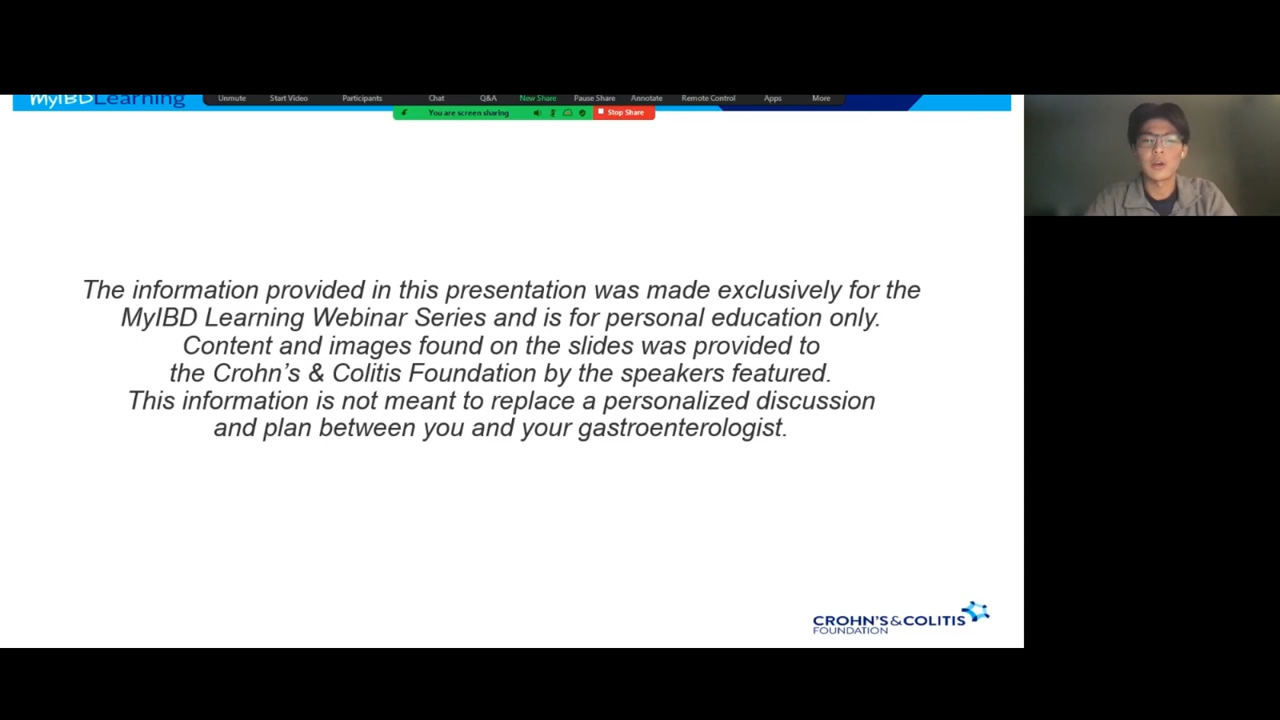 MyIBDLearning
Unmute Start Video Participants Chat Q&A New Share Pause Share Annotate Remote Control Apps More
You are screen sharing Stop Share
The information provided in this presentation was made exclusively for the
MyIBD Learning Webinar Series and is for personal education only.
Content and images found on the slides was provided to
the Crohn's & Colitis Foundation by the speakers featured.
This information is not meant to replace a personalized discussion
and plan between you and your gastroenterologist.
CROHN'S&COLITIS
FOUNDATION